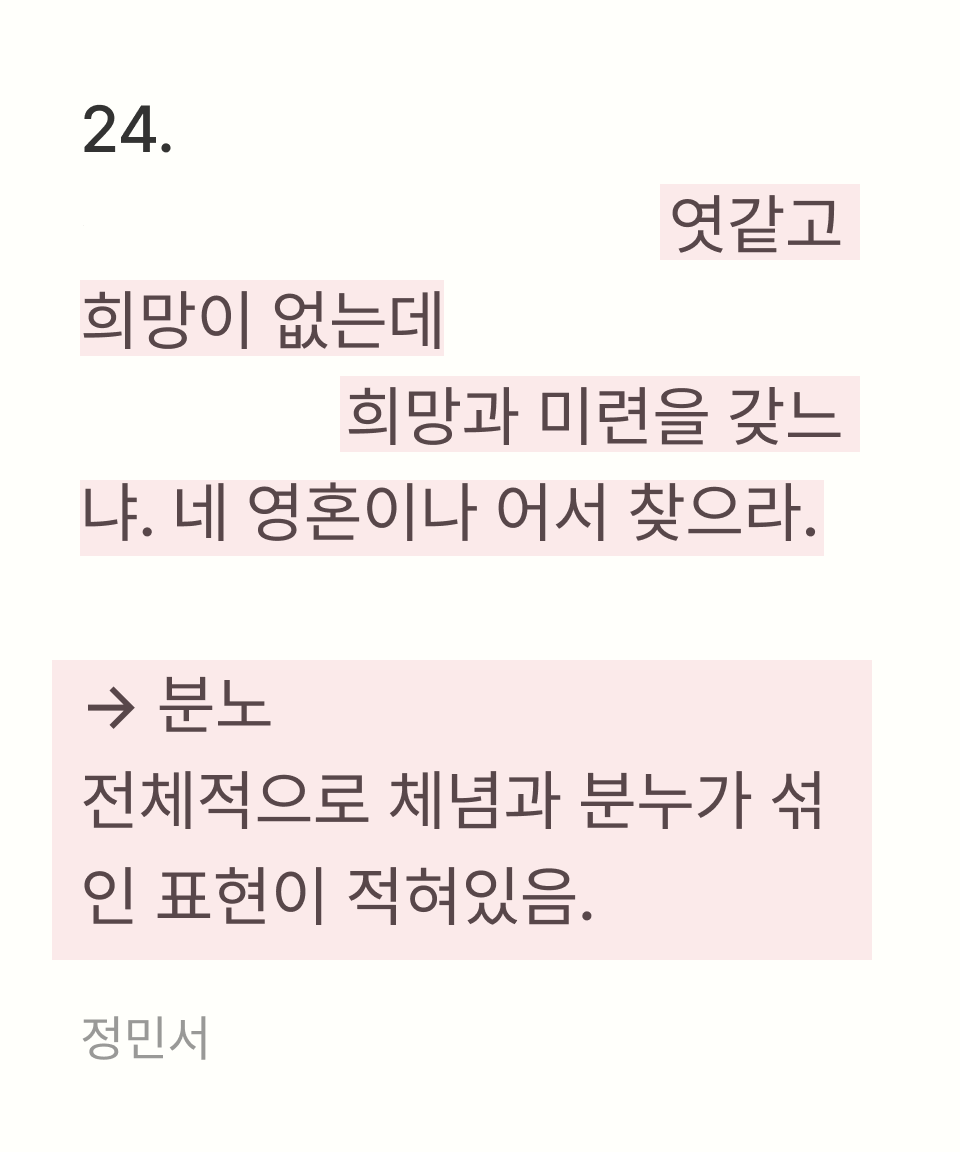 24.
엿같고
희망이 없는데
희망과 미련을 갖느
냐. 네 영혼이나 어서 찾으라.
→ 분노
전체적으로 체념과 분누가 섞
인 표현이 적혀있음.
정민서